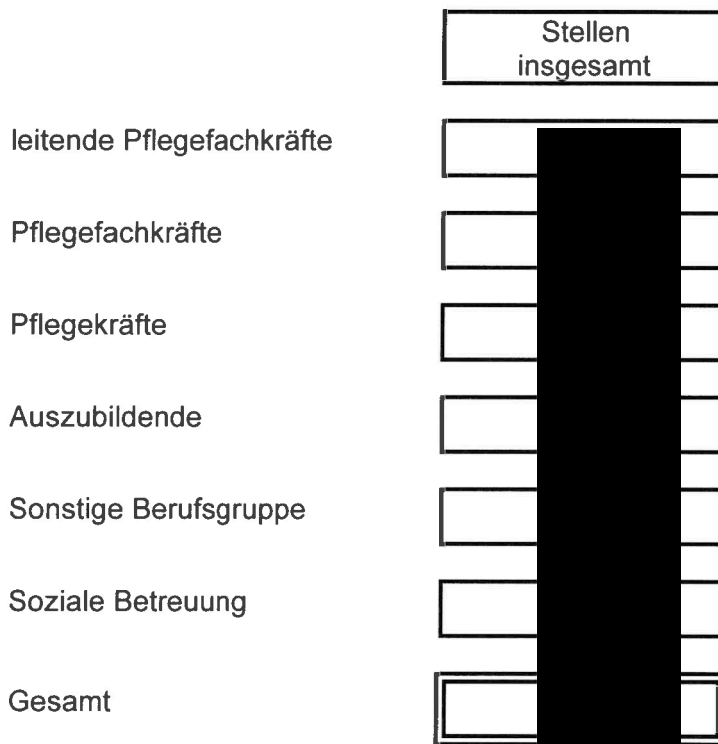 Stellen
insgesamt
leitende Pflegefachkräfte
Pflegefachkräfte
Pflegekräfte
Auszubildende
Sonstige Berufsgruppe
Soziale Betreuung
Gesamt